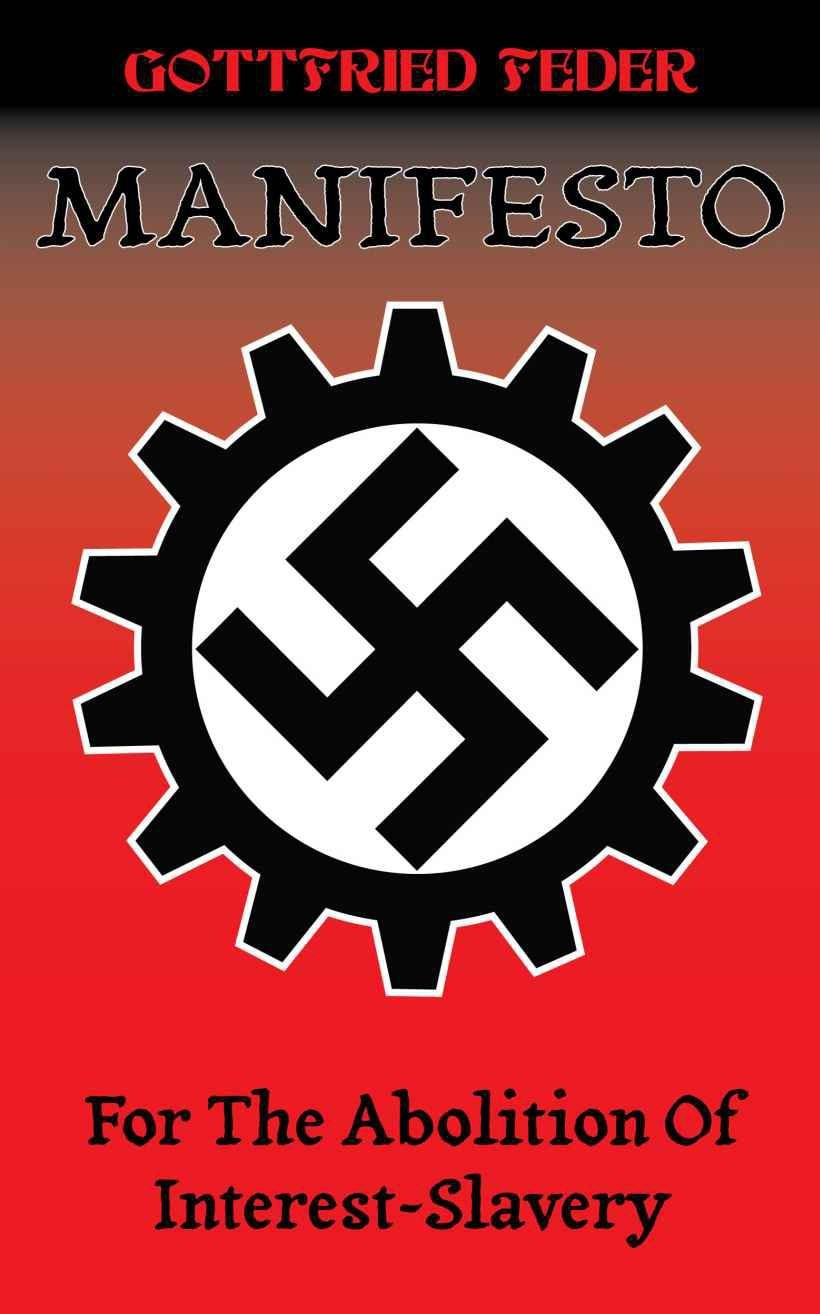 GOTTFRIED FEDER
MANIFESTO
For The Abolition Of
Interest-Slavery